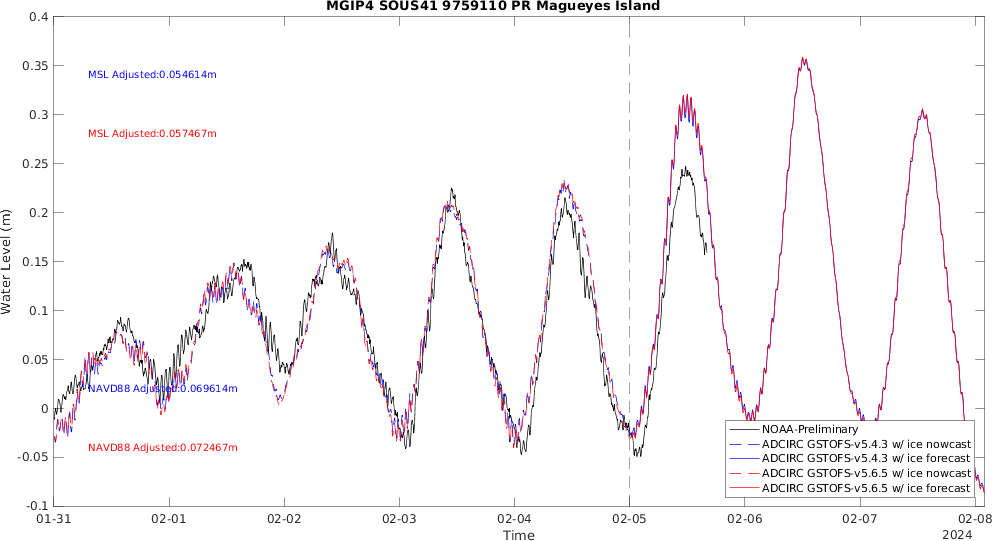 MGIP4 SOUS41 9759110 PR Magueyes Island
0.4
0.35
0.3
0.25
0.2
0.15
0.1
0.05
0
-0.05
-0.1
Water Level (m)
MSL Adjusted:0.054614m
MSL Adjusted:0.057467m
NAVD88 Adjusted:0.069614m
NAVD88 Adjusted:0.072467m
NOAA-Preliminary
ADCIRC GSTOFS-v5.4.3 w/ ice nowcast
ADCIRC GSTOFS-v5.4.3 w/ ice forecast
ADCIRC GSTOFS-v5.6.5 w/ ice nowcast
ADCIRC GSTOFS-v5.6.5 w/ ice forecast
01-31 02-01 02-02 02-03 02-04 02-05 02-06 02-07 02-08
Time
2024